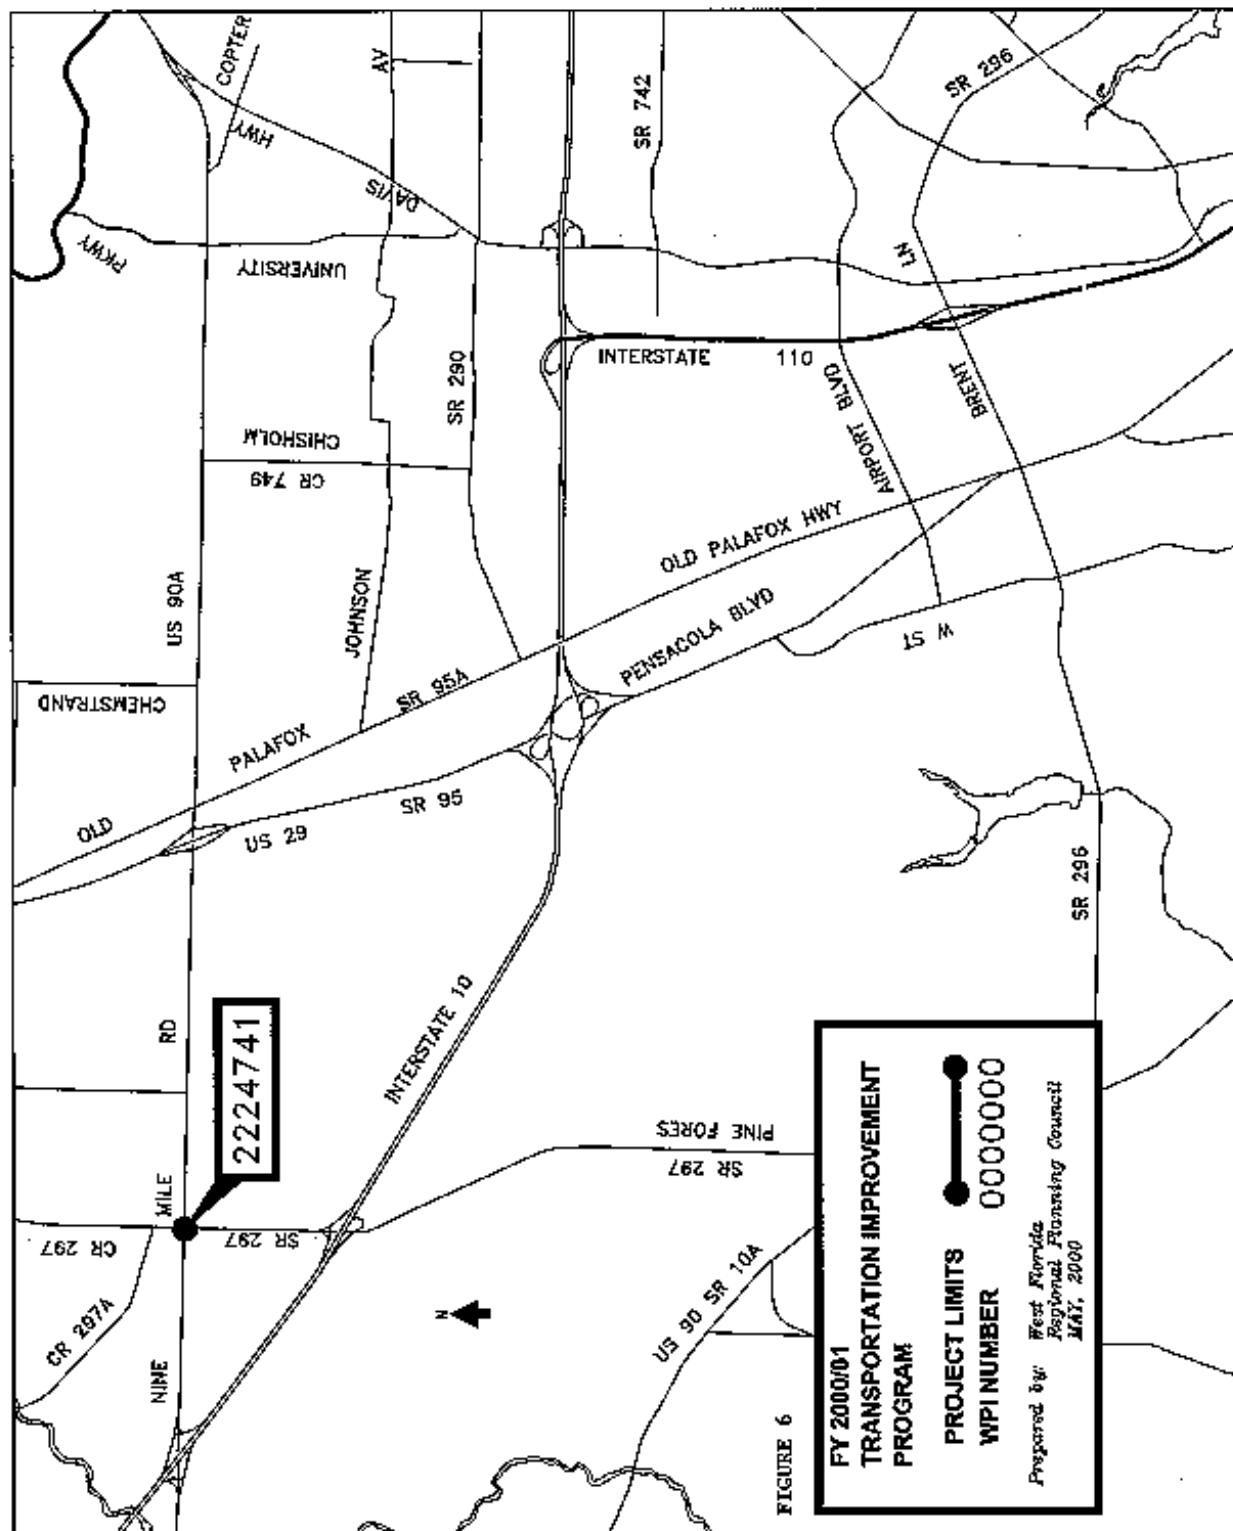 COPTER
HWY
AV
SR 742
SR 296
DAVIS
PKWY
UNIVERSITY
LN
INTERSTATE 110
SR 290
CHISHOLM
CR 749
AIRPORT BLVD
BRENT
US 90A
JOHNSON
OLD PALAFOX HWY
PENSACOLA BLVD
W ST
CHEMSTRAND
SR 95A
PALAFOX
OLD
US 29
SR 95
SR 296
RD
2224741
INTERSTATE 10
MILE
PINE FORES
SR 297
CR 297
SR 297
CR 297A
NINE
N
US 90 SR 10A
FIGURE 6
FY 2000/01
TRANSPORTATION IMPROVEMENT
PROGRAM
PROJECT LIMITS
WPI NUMBER 0000000
Prepared by: West Florida
Regional Planning Council
MAY, 2000